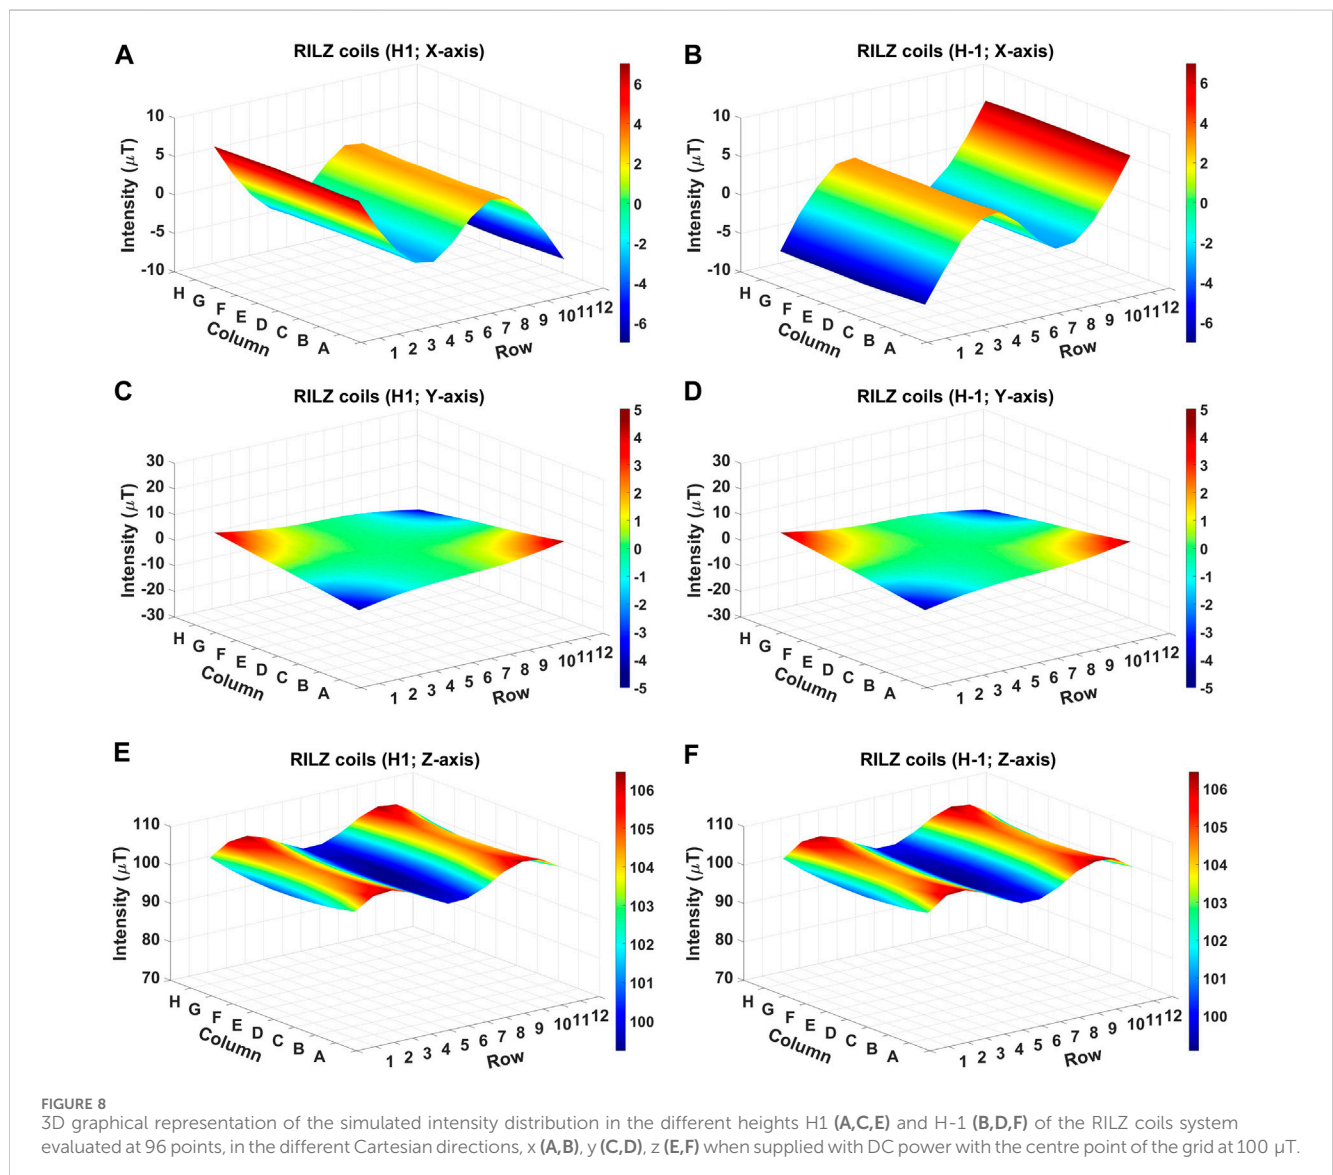 A
RILZ coils (H1; X-axis)
Intensity (μT)
10
5
0
-5
-10
H G F E D C B A
Column
1 2 3 4 5 6 7 8 9 10 11 12
Row
6
4
2
0
-2
-4
-6
B
RILZ coils (H-1; X-axis)
Intensity (μT)
10
5
0
-5
-10
H G F E D C B A
Column
1 2 3 4 5 6 7 8 9 10 11 12
Row
6
4
2
0
-2
-4
-6
C
RILZ coils (H1; Y-axis)
Intensity (μT)
30
20
10
0
-10
-20
-30
H G F E D C B A
Column
1 2 3 4 5 6 7 8 9 10 11 12
Row
5
4
3
2
1
0
-1
-2
-3
-4
-5
D
RILZ coils (H-1; Y-axis)
Intensity (μT)
30
20
10
0
-10
-20
-30
H G F E D C B A
Column
1 2 3 4 5 6 7 8 9 10 11 12
Row
5
4
3
2
1
0
-1
-2
-3
-4
-5
E
RILZ coils (H1; Z-axis)
Intensity (μT)
110
100
90
80
70
H G F E D C B A
Column
1 2 3 4 5 6 7 8 9 10 11 12
Row
106
105
104
103
102
101
100
F
RILZ coils (H-1; Z-axis)
Intensity (μT)
110
100
90
80
70
H G F E D C B A
Column
1 2 3 4 5 6 7 8 9 10 11 12
Row
106
105
104
103
102
101
100
FIGURE 8
3D graphical representation of the simulated intensity distribution in the different heights H1 (A,C,E) and H-1 (B,D,F) of the RILZ coils system
evaluated at 96 points, in the different Cartesian directions, x (A,B), y (C,D), z (E,F) when supplied with DC power with the centre point of the grid at 100 μT.